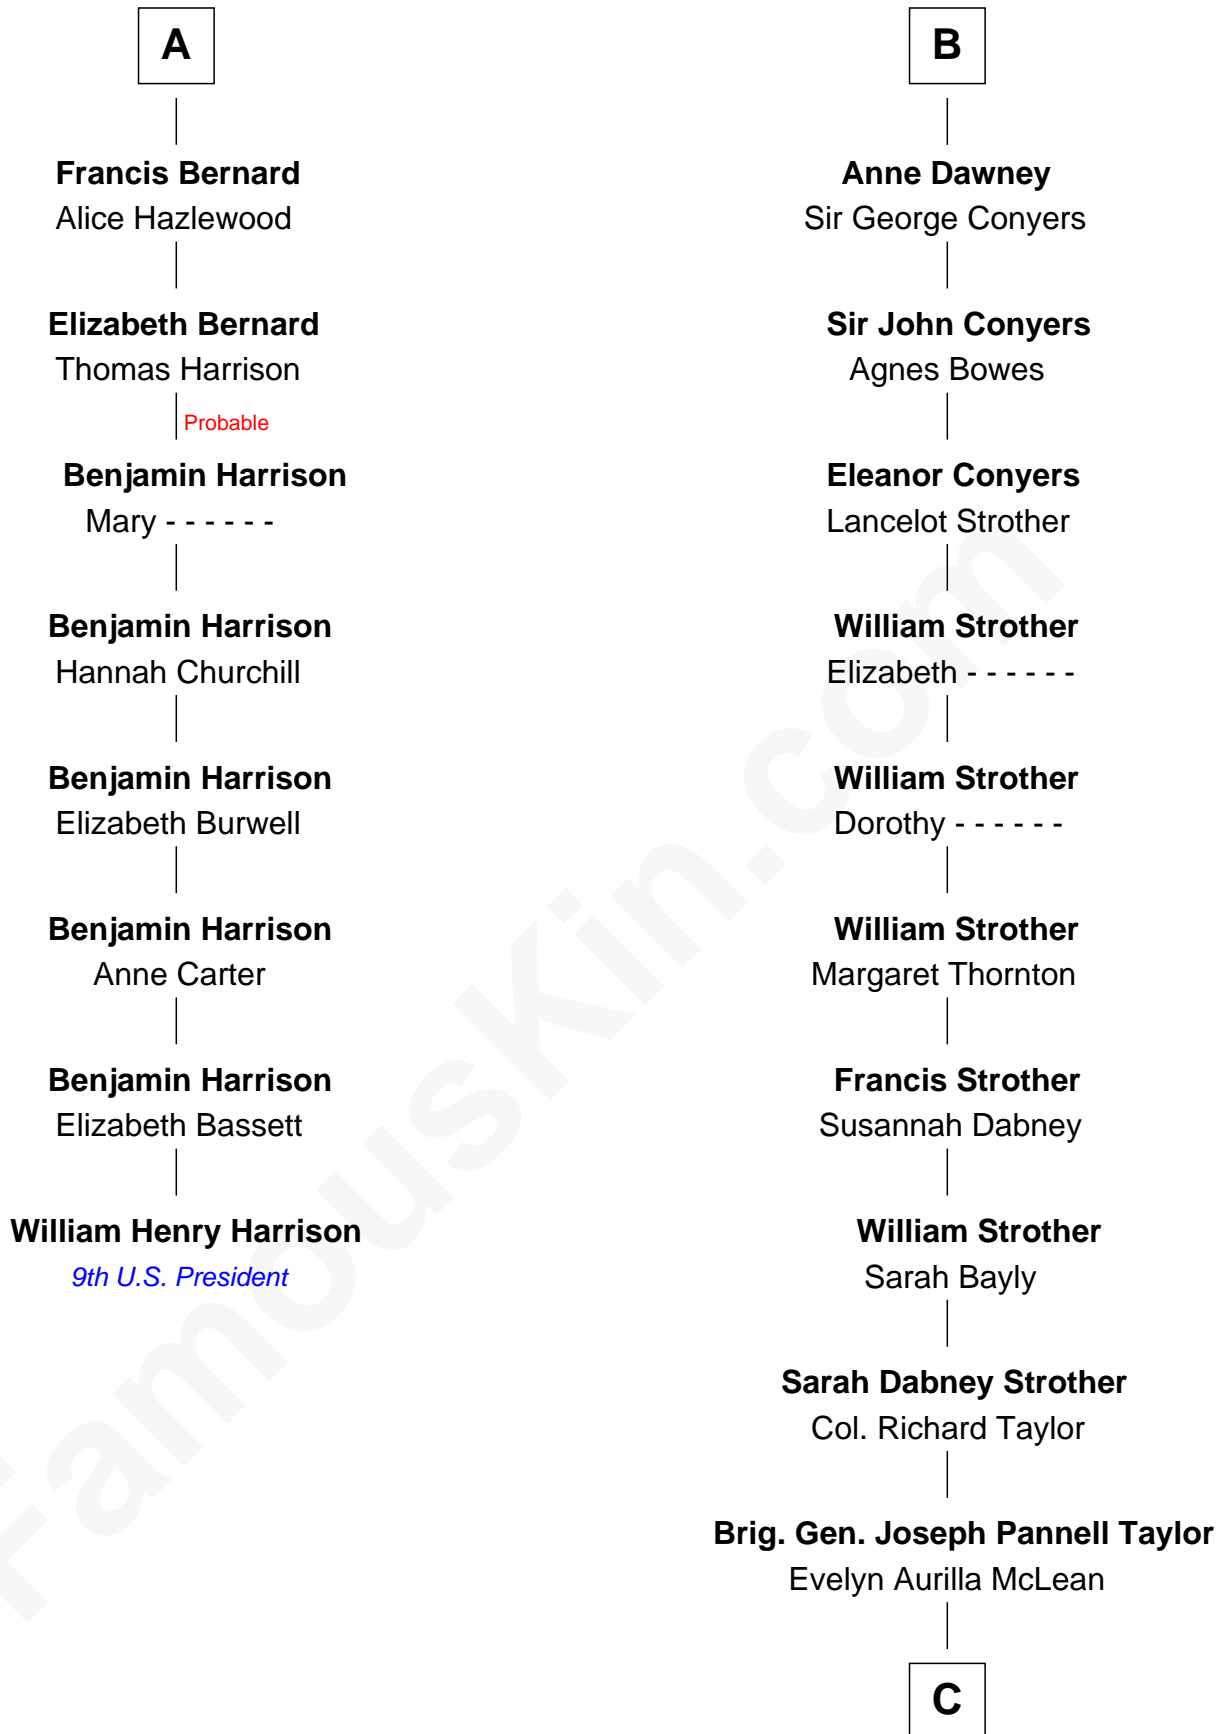 A
Francis Bernard
Alice Hazlewood
Elizabeth Bernard
Thomas Harrison
Probable
Benjamin Harrison
Mary - - - - - -
Benjamin Harrison
Hannah Churchill
Benjamin Harrison
Elizabeth Burwell
Benjamin Harrison
Anne Carter
Benjamin Harrison
Elizabeth Bassett
William Henry Harrison
9th U.S. President
B
Anne Dawney
Sir George Conyers
Sir John Conyers
Agnes Bowes
Eleanor Conyers
Lancelot Strother
William Strother
Elizabeth - - - - - -
William Strother
Dorothy - - - - - -
William Strother
Margaret Thornton
Francis Strother
Susannah Dabney
William Strother
Sarah Bayly
Sarah Dabney Strother
Col. Richard Taylor
Brig. Gen. Joseph Pannell Taylor
Evelyn Aurilla McLean
C
FamousKin.com